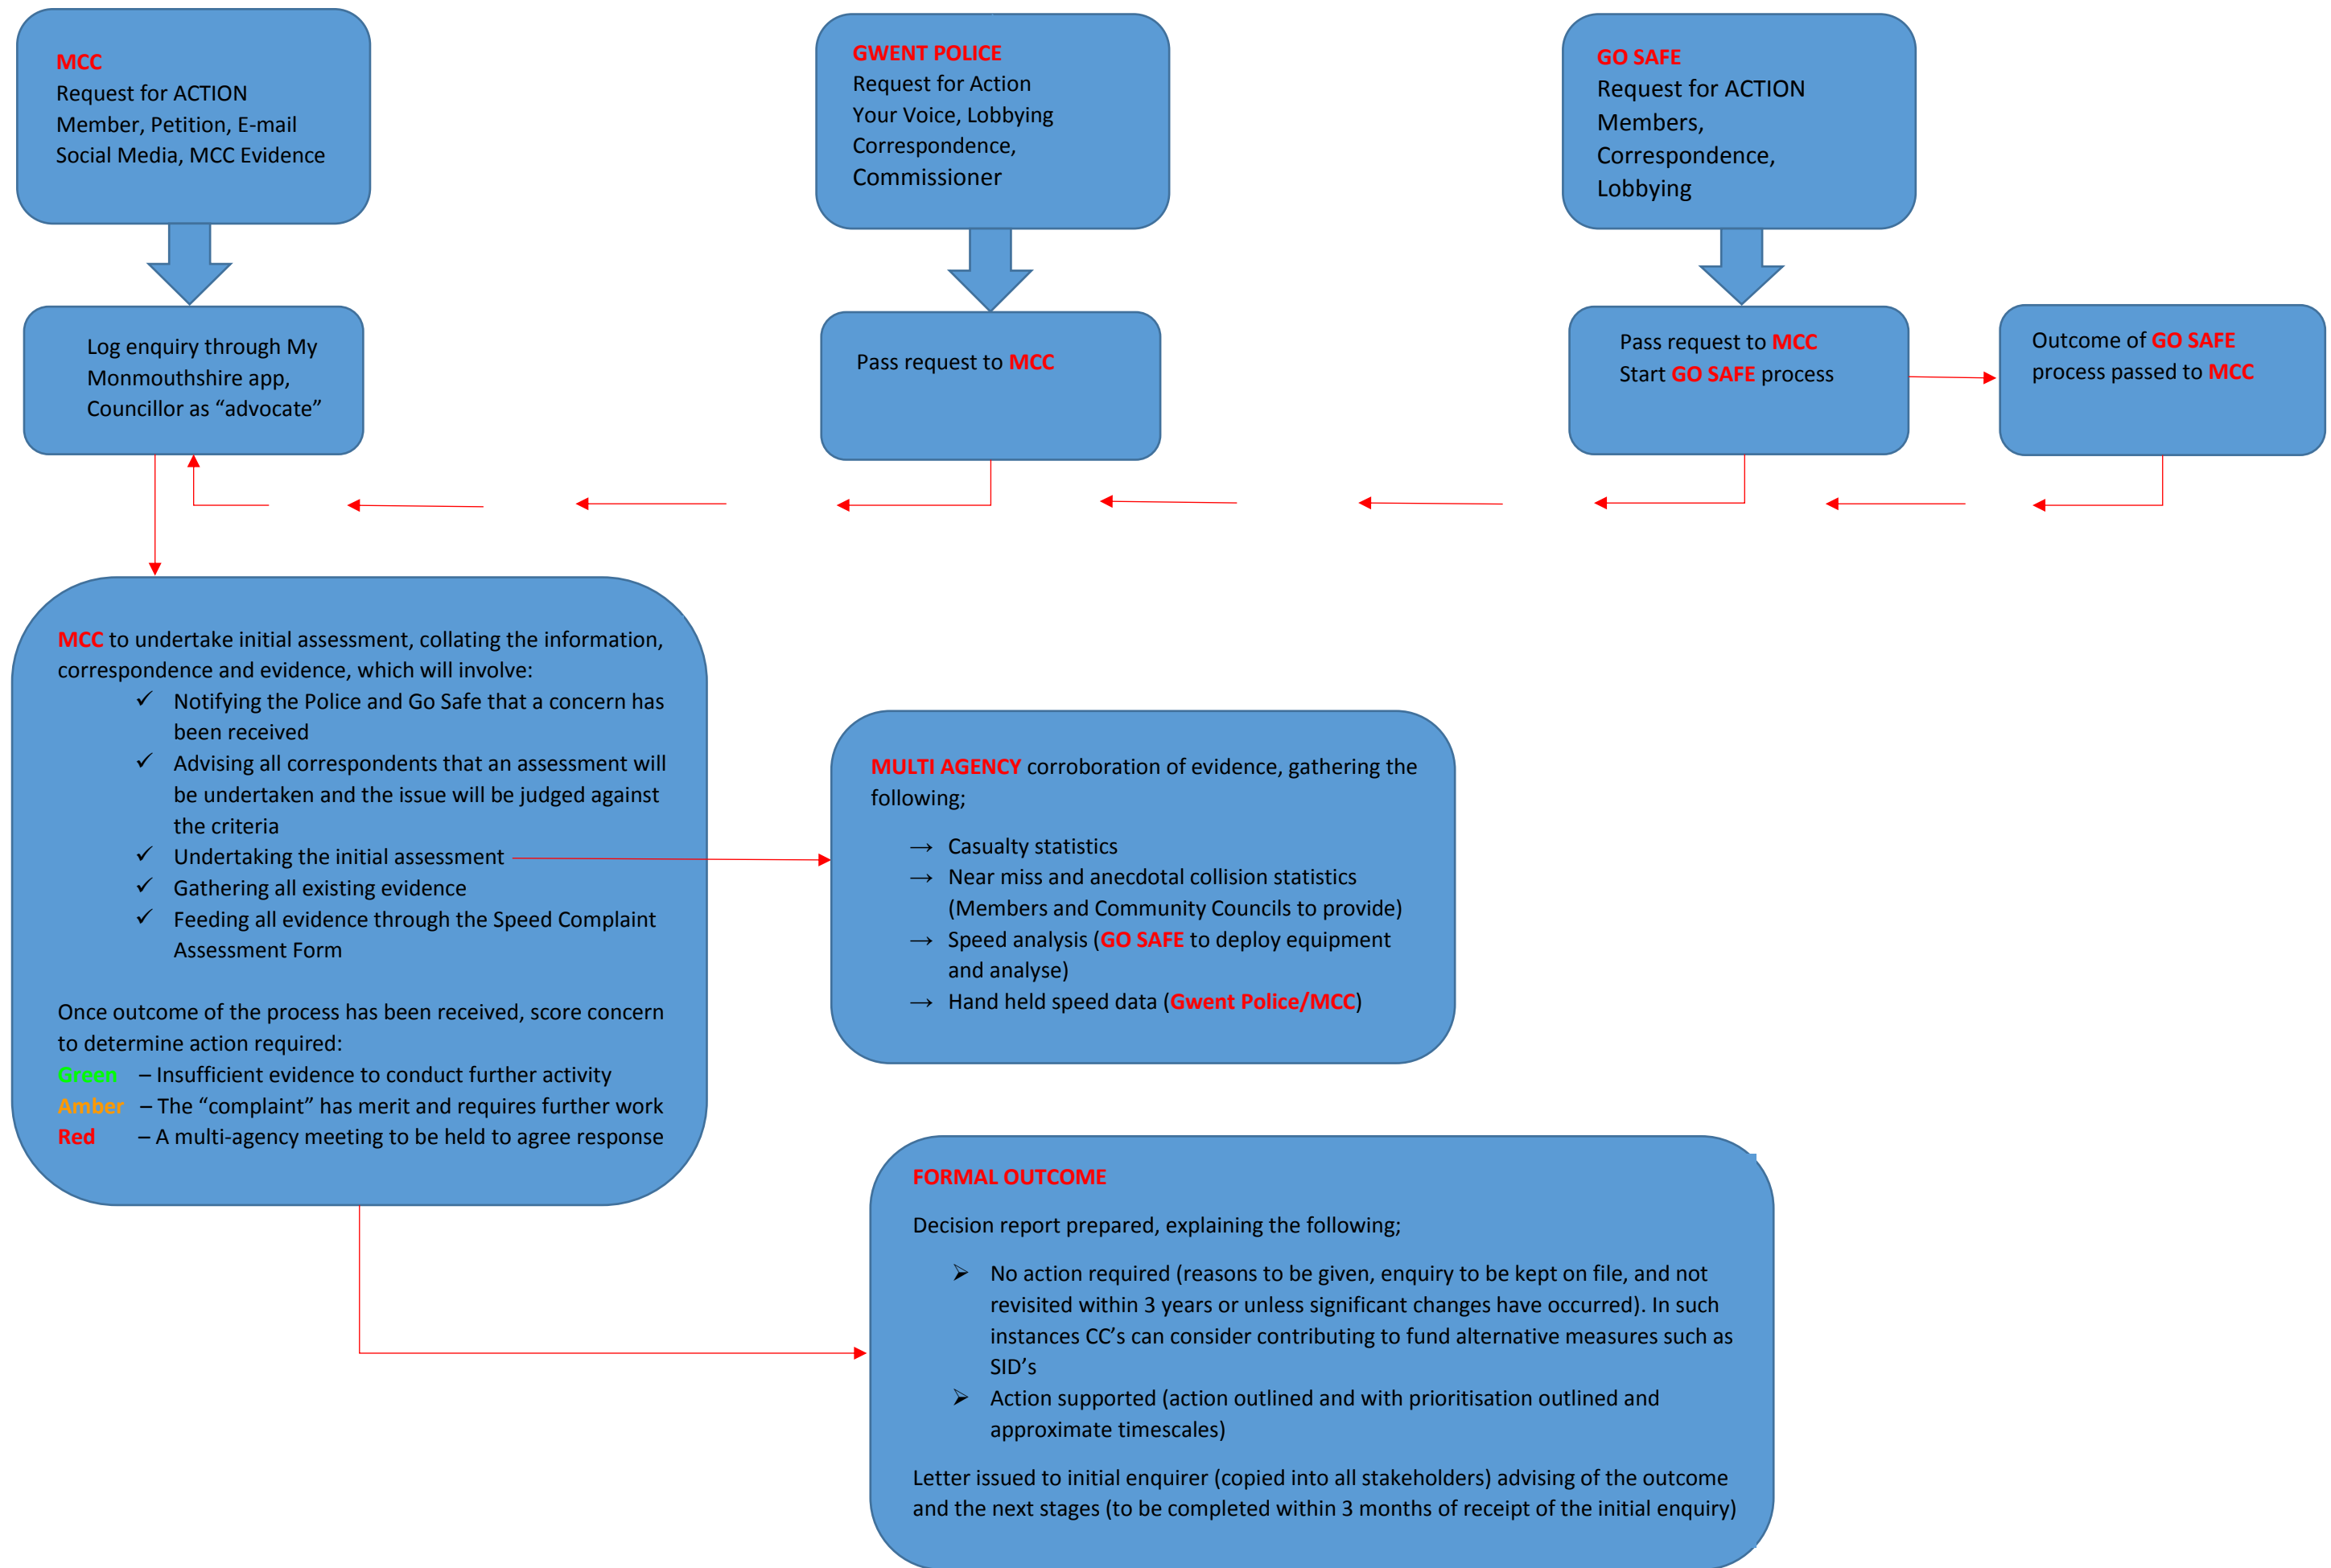 MCC
Request for ACTION
Member, Petition, E-mail
Social Media, MCC Evidence
GWENT POLICE
Request for Action
Your Voice, Lobbying
Correspondence,
Commissioner
GO SAFE
Request for ACTION
Members,
Correspondence,
Lobbying
Log enquiry through My
Monmouthshire app,
Councillor as “advocate”
Pass request to MCC
Pass request to MCC
Start GO SAFE process
Outcome of GO SAFE
process passed to MCC
MCC to undertake initial assessment, collating the information,
correspondence and evidence, which will involve:
✓ Notifying the Police and Go Safe that a concern has
been received
✓ Advising all correspondents that an assessment will
be undertaken and the issue will be judged against
the criteria
✓ Undertaking the initial assessment
✓ Gathering all existing evidence
✓ Feeding all evidence through the Speed Complaint
Assessment Form
Once outcome of the process has been received, score concern
to determine action required:
Green – Insufficient evidence to conduct further activity
Amber – The “complaint” has merit and requires further work
Red – A multi-agency meeting to be held to agree response
MULTI AGENCY corroboration of evidence, gathering the
following;
→ Casualty statistics
→ Near miss and anecdotal collision statistics
(Members and Community Councils to provide)
→ Speed analysis (GO SAFE to deploy equipment
and analyse)
→ Hand held speed data (Gwent Police/MCC)
FORMAL OUTCOME
Decision report prepared, explaining the following;
➢ No action required (reasons to be given, enquiry to be kept on file, and not
revisited within 3 years or unless significant changes have occurred). In such
instances CC’s can consider contributing to fund alternative measures such as
SID’s
➢ Action supported (action outlined and with prioritisation outlined and
approximate timescales)
Letter issued to initial enquirer (copied into all stakeholders) advising of the outcome
and the next stages (to be completed within 3 months of receipt of the initial enquiry)